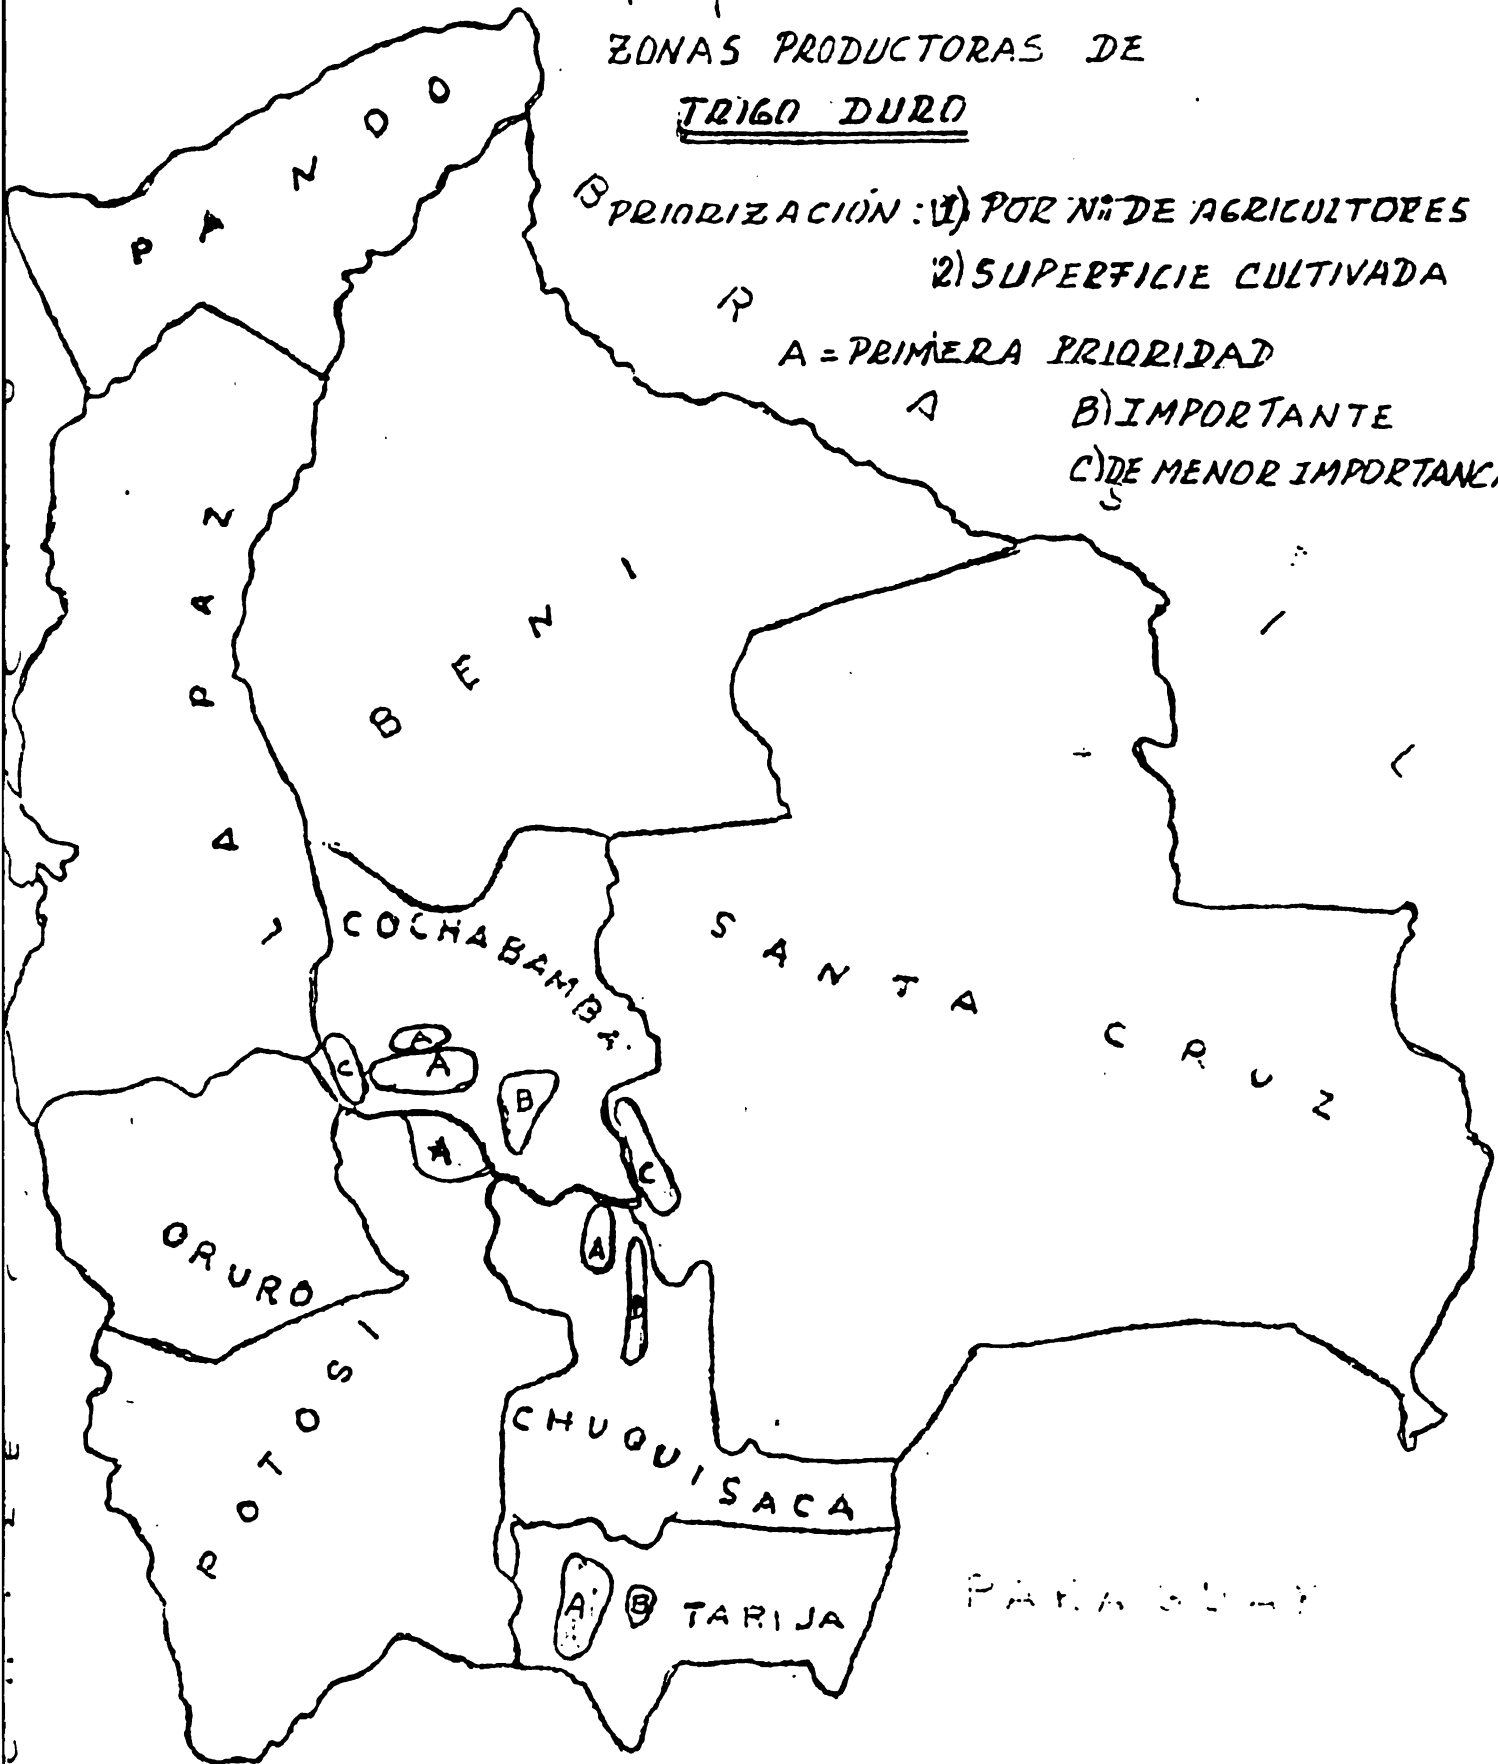 ZONAS PRODUCTORAS DE
TRIGO DURO
PRIORIZACIÓN: 1) POR Nº DE AGRICULTORES
2) SUPERFICIE CULTIVADA
A = PRIMERA PRIORIDAD
B) IMPORTANTE
C) DE MENOR IMPORTANCIA
B R A S I L
PANDO
LA PAZ
BENI
COCHABAMBA
SANTA CRUZ
A
C
A
B
A
C
A
B
ORURO
POTOSI
CHUQUISACA
A
B
TARIJA
PARAGUAY